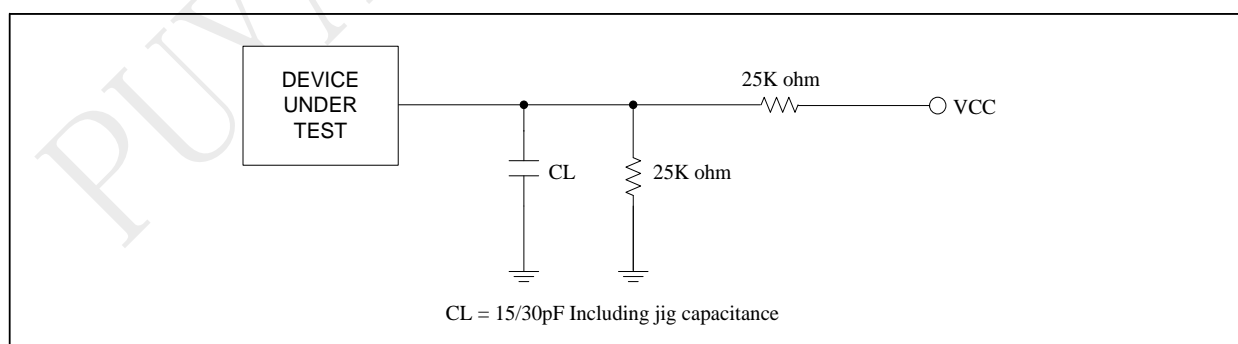 DEVICE
UNDER
TEST
25K ohm
VCC
CL
25K ohm
CL = 15/30pF Including jig capacitance